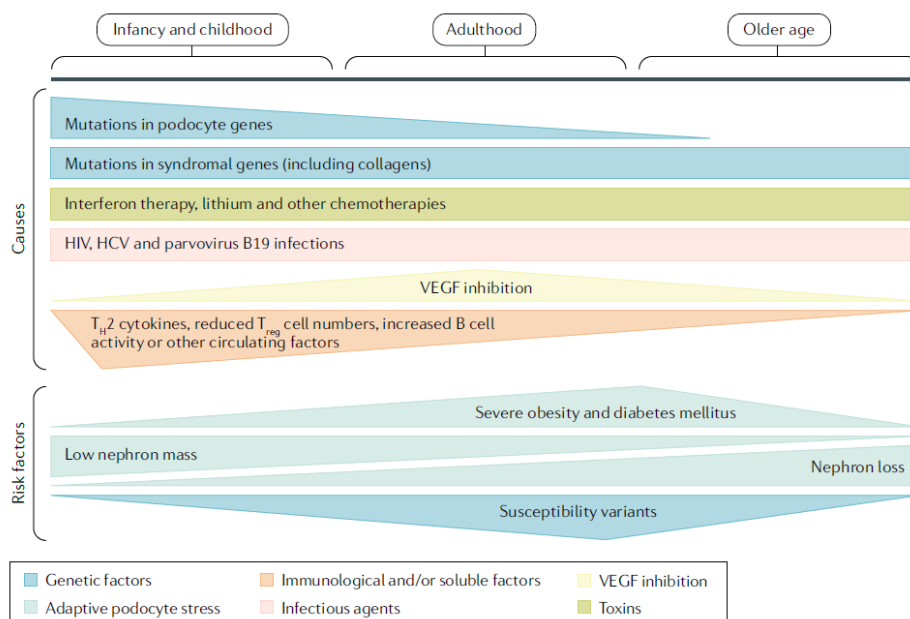 Infancy and childhood
Adulthood
Older age
Causes
Mutations in podocyte genes
Mutations in syndromal genes (including collagens)
Interferon therapy, lithium and other chemotherapies
HIV, HCV and parvovirus B19 infections
VEGF inhibition
TH2 cytokines, reduced Treg cell numbers, increased B cell
activity or other circulating factors
Risk factors
Severe obesity and diabetes mellitus
Low nephron mass
Nephron loss
Susceptibility variants
Genetic factors
Immunological and/or soluble factors
VEGF inhibition
Adaptive podocyte stress
Infectious agents
Toxins